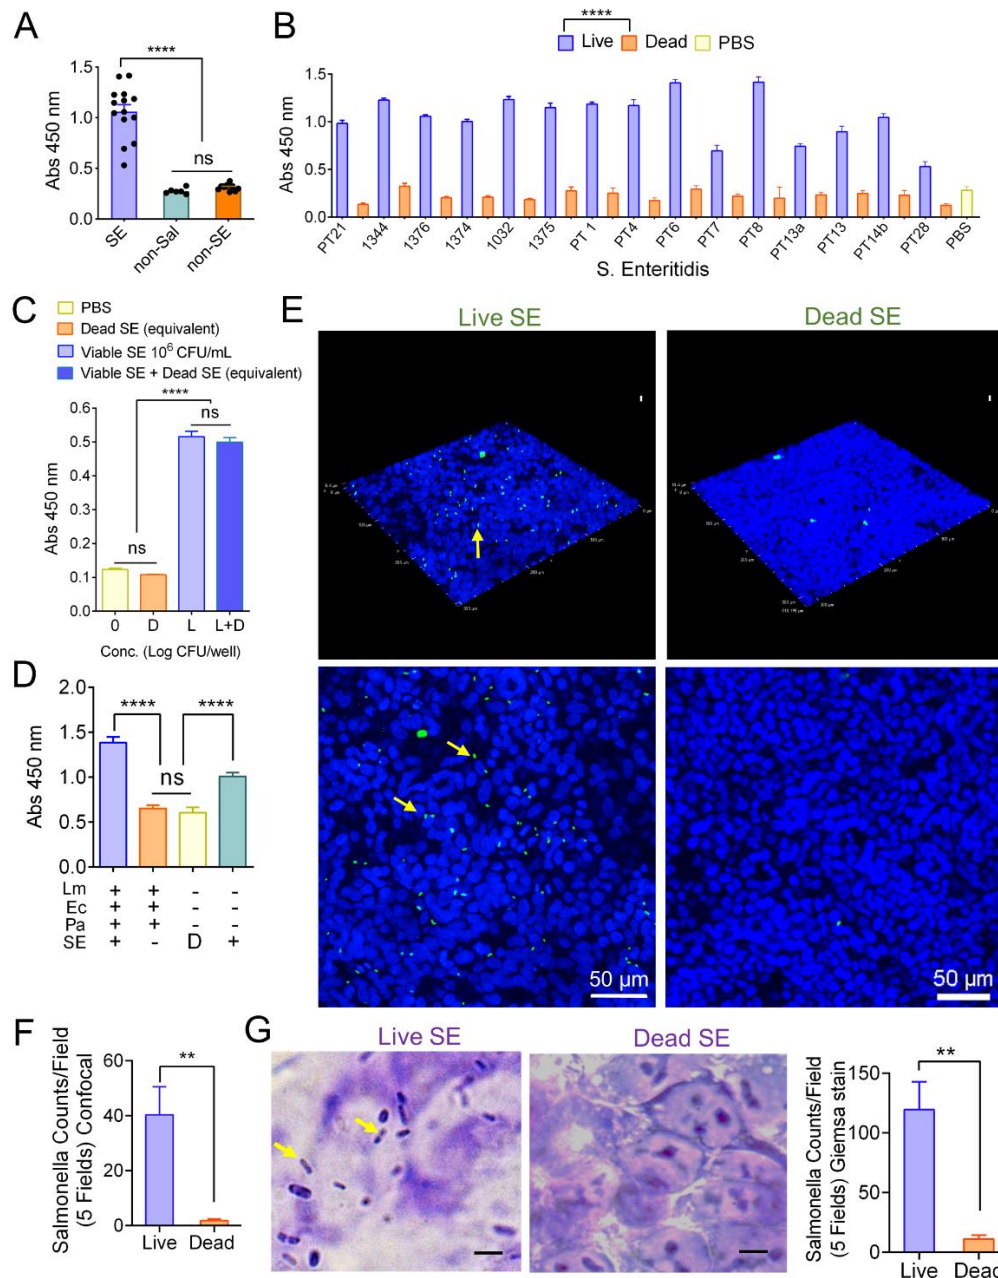 A
****
ns
Abs 450 nm
1.5
1.0
0.5
0.0
SE
non-Sal
non-SE
B
****
Live Dead PBS
Abs 450 nm
1.5
1.0
0.5
0.0
PT21 1344 1376 1374 1032 1375 PT 1 PT4 PT6 PT7 PT8 PT13a PT13 PT14b PT28 PBS
S. Enteritidis
C
PBS
Dead SE (equivalent)
Viable SE 10⁶ CFU/mL
Viable SE + Dead SE (equivalent)
****
ns
ns
Abs 450 nm
0.6
0.5
0.4
0.3
0.2
0.1
0.0
0 D L L+D
Conc. (Log CFU/well)
D
**** ****
ns
Abs 450 nm
2.0
1.5
1.0
0.5
0.0
Lm + + - -
Ec + + - -
Pa + + - -
SE + - D +
E
Live SE
Dead SE
50 µm
50 µm
F
**
Salmonella Counts/Field
(5 Fields) Confocal
60
40
20
0
Live Dead
G
Live SE
Dead SE
**
Salmonella Counts/Field
(5 Fields) Giemsa stain
150
100
50
0
Live Dead